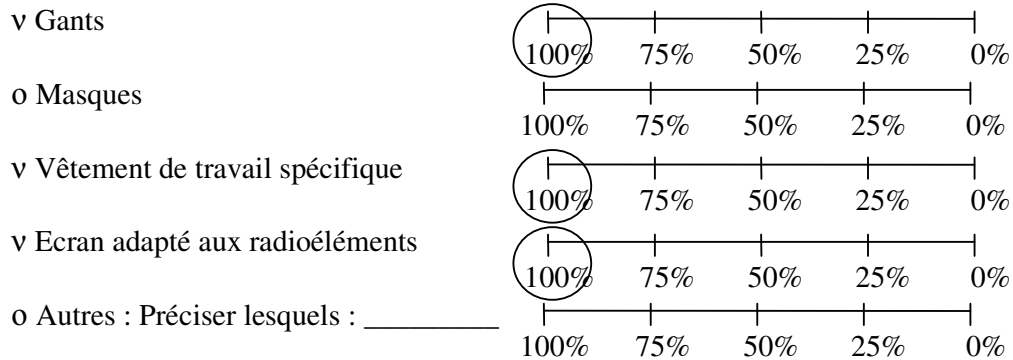 v Gants
100% 75% 50% 25% 0%
o Masques
100% 75% 50% 25% 0%
v Vêtement de travail spécifique
100% 75% 50% 25% 0%
v Ecran adapté aux radioéléments
100% 75% 50% 25% 0%
o Autres : Préciser lesquels : _________
100% 75% 50% 25% 0%